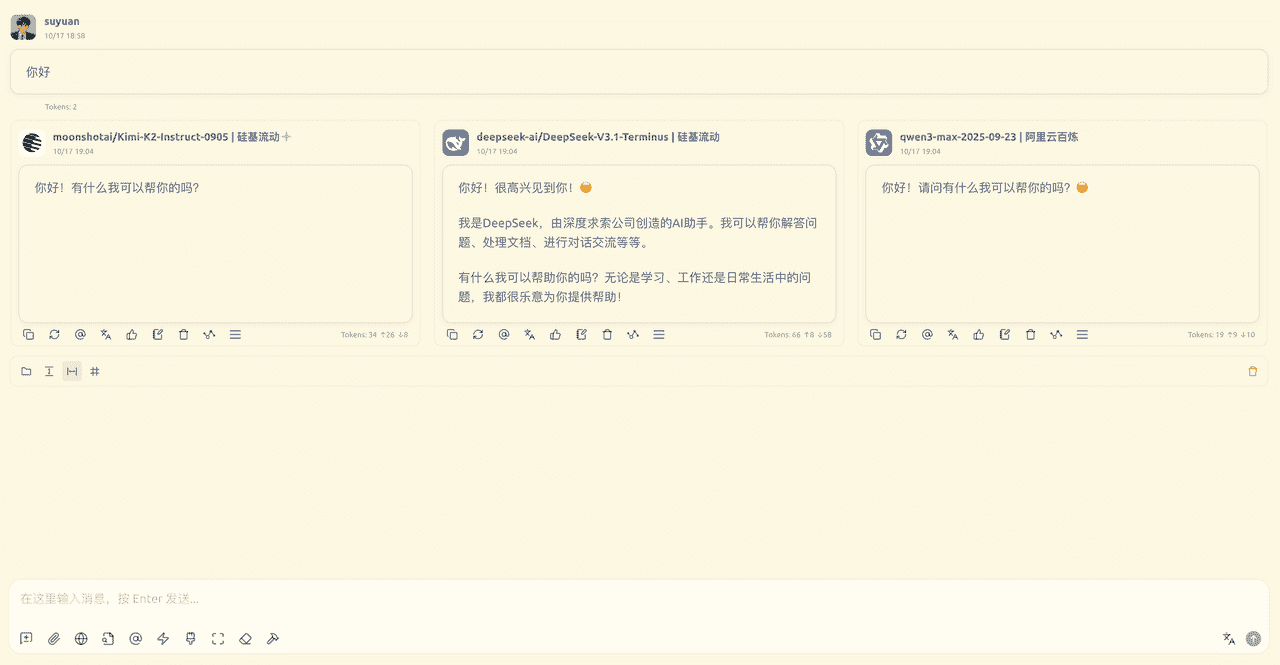 suyuan
10/17 18:58
你好
Tokens: 2
moonshotai/Kimi-K2-Instruct-0905 | 硅基流动
10/17 19:04
你好！有什么我可以帮你的吗？
Tokens: 34 ↑26 ↓8
deepseek-ai/DeepSeek-V3.1-Terminus | 硅基流动
10/17 19:04
你好！很高兴见到你！😊
我是DeepSeek，由深度求索公司创造的AI助手。我可以帮你解答问
题、处理文档、进行对话交流等等。
有什么我可以帮助你的吗？无论是学习、工作还是日常生活中的问
题，我都很乐意为你提供帮助！
Tokens: 66 ↑8 ↓58
qwen3-max-2025-09-23 | 阿里云百炼
10/17 19:04
你好！请问有什么我可以帮你的吗？😊
Tokens: 19 ↑9 ↓10
在这里输入消息，按 Enter 发送...